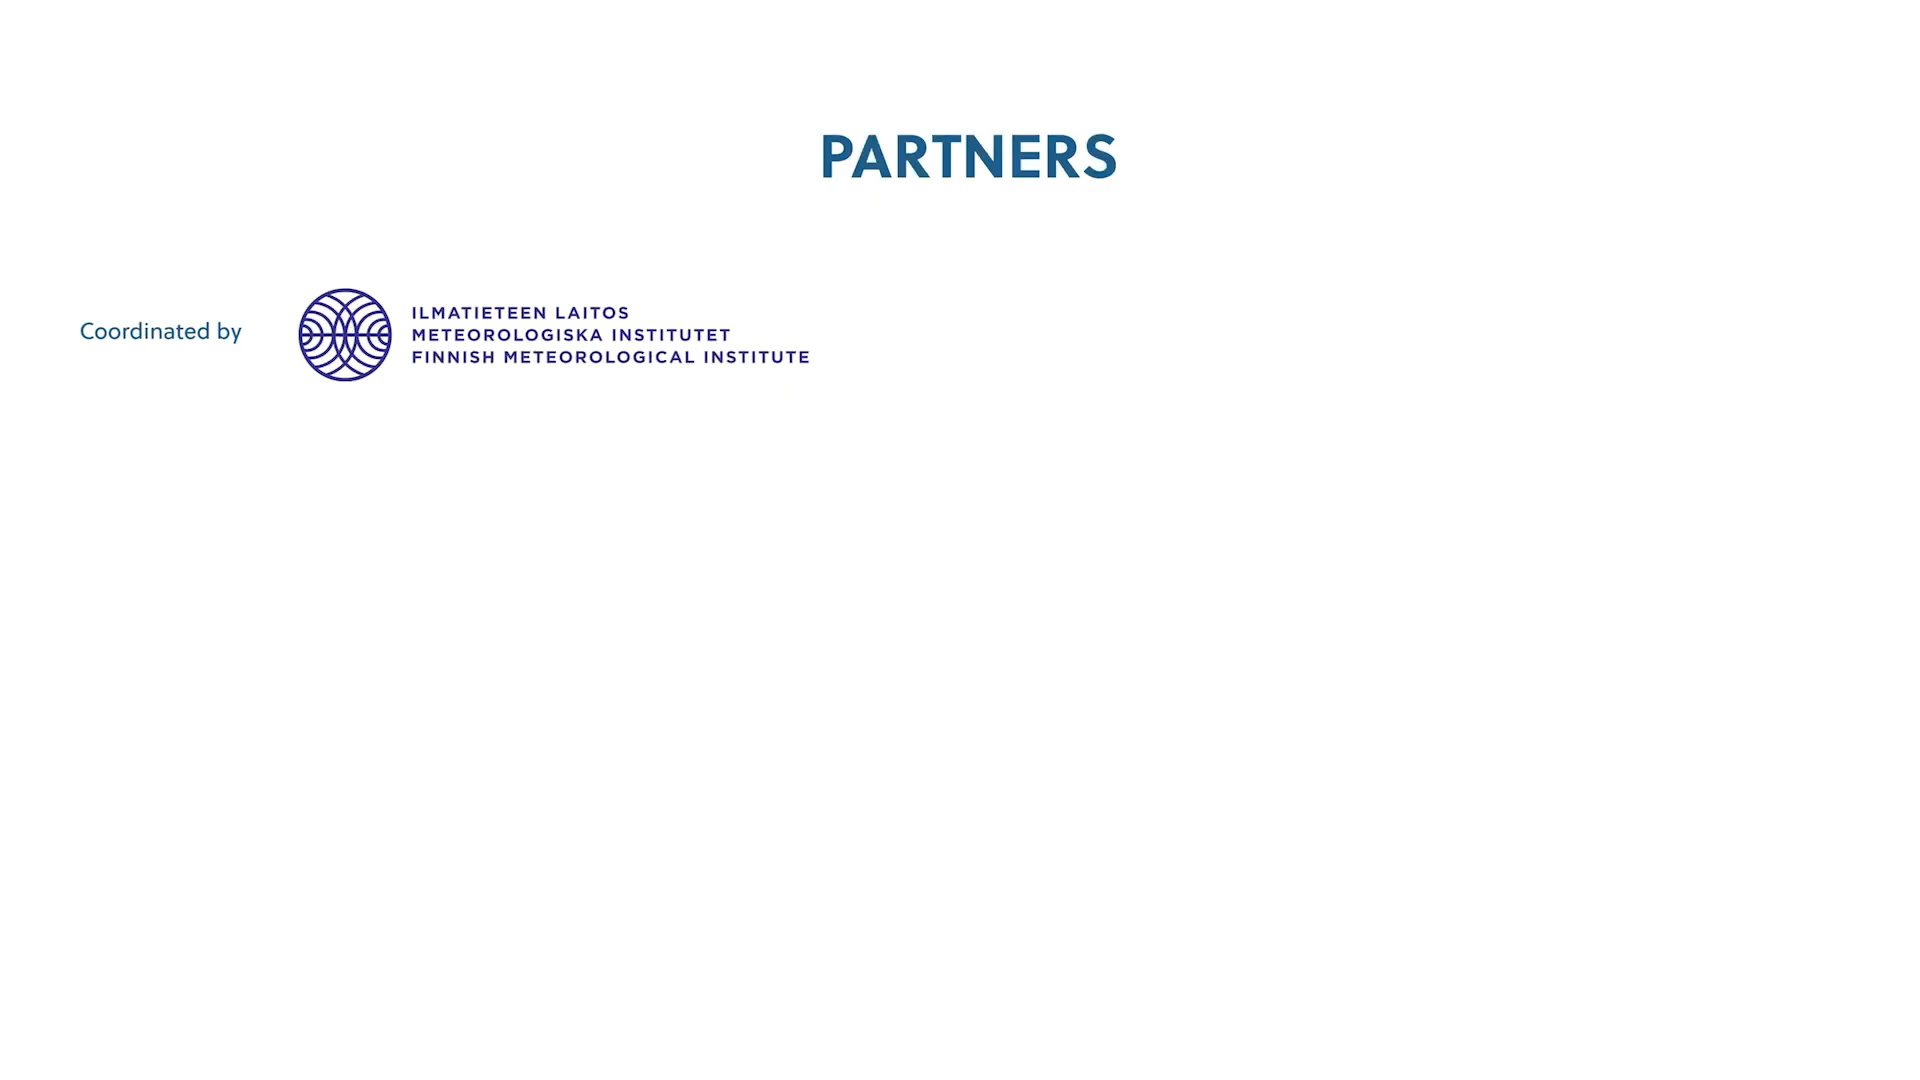 PARTNERS
Coordinated by
ILMATIETEEN LAITOS
METEOROLOGISKA INSTITUTET
FINNISH METEOROLOGICAL INSTITUTE